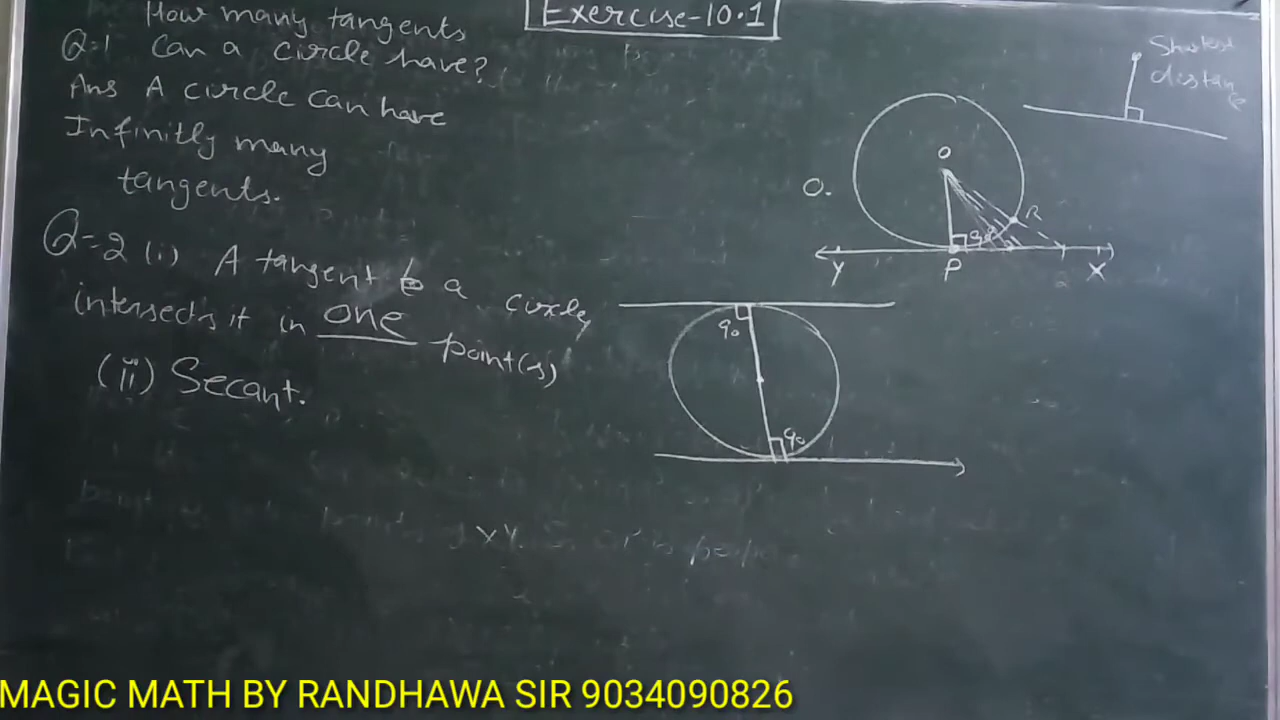 Exercise-10.1
How many tangents
Q=1 Can a circle have?
Ans A circle can have
Infinitly many
tangents.
Q=2 (i) A tangent to a circle,
intersects it in one point(s)
(ii) Secant.
Shortest
distance
O
O.
R
90
Y P X
90
90
XY.
MAGIC MATH BY RANDHAWA SIR 9034090826